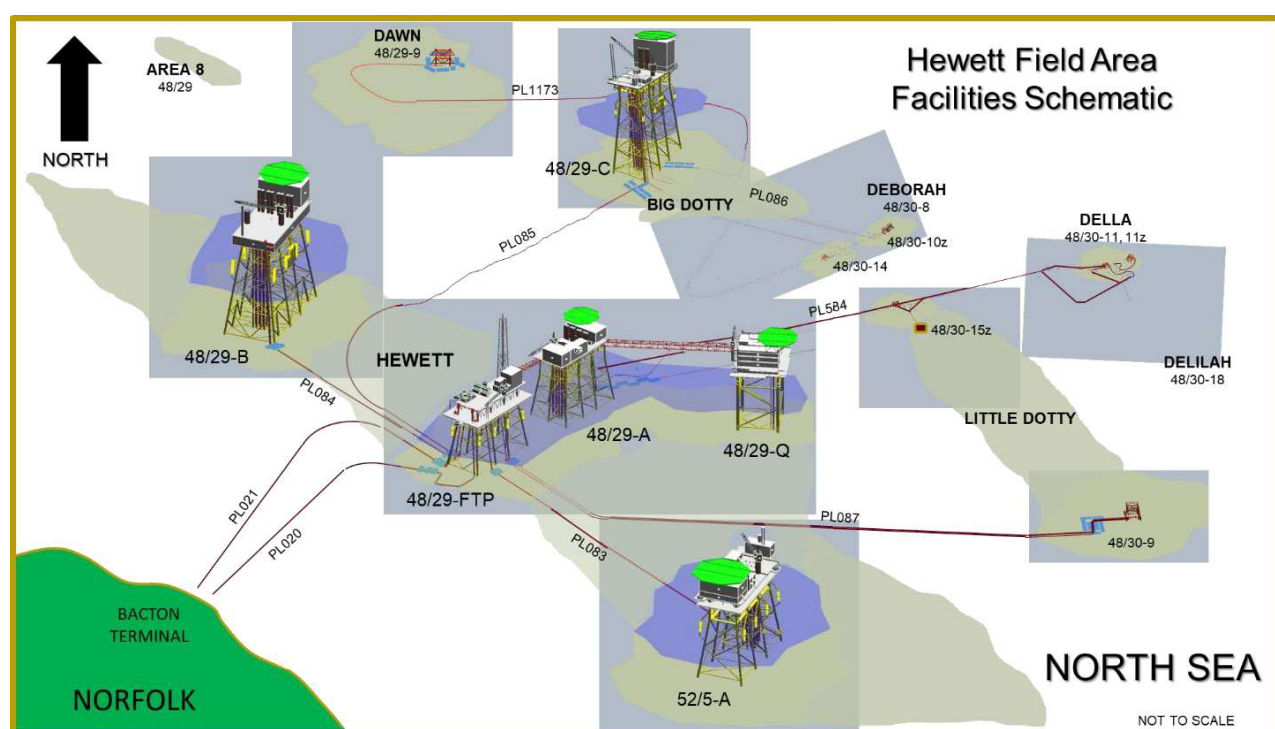 Hewett Field Area
Facilities Schematic
NORTH
AREA 8
48/29
DAWN
48/29-9
PL1173
48/29-C
BIG DOTTY
PL086
DEBORAH
48/30-8
48/30-10z
48/30-14
DELLA
48/30-11, 11z
DELILAH
48/30-18
PL085
48/29-B
HEWETT
PL584
48/30-15z
LITTLE DOTTY
PL084
48/29-A
48/29-Q
48/29-FTP
PL021
PL020
PL083
PL087
48/30-9
52/5-A
BACTON
TERMINAL
NORFOLK
NORTH SEA
NOT TO SCALE